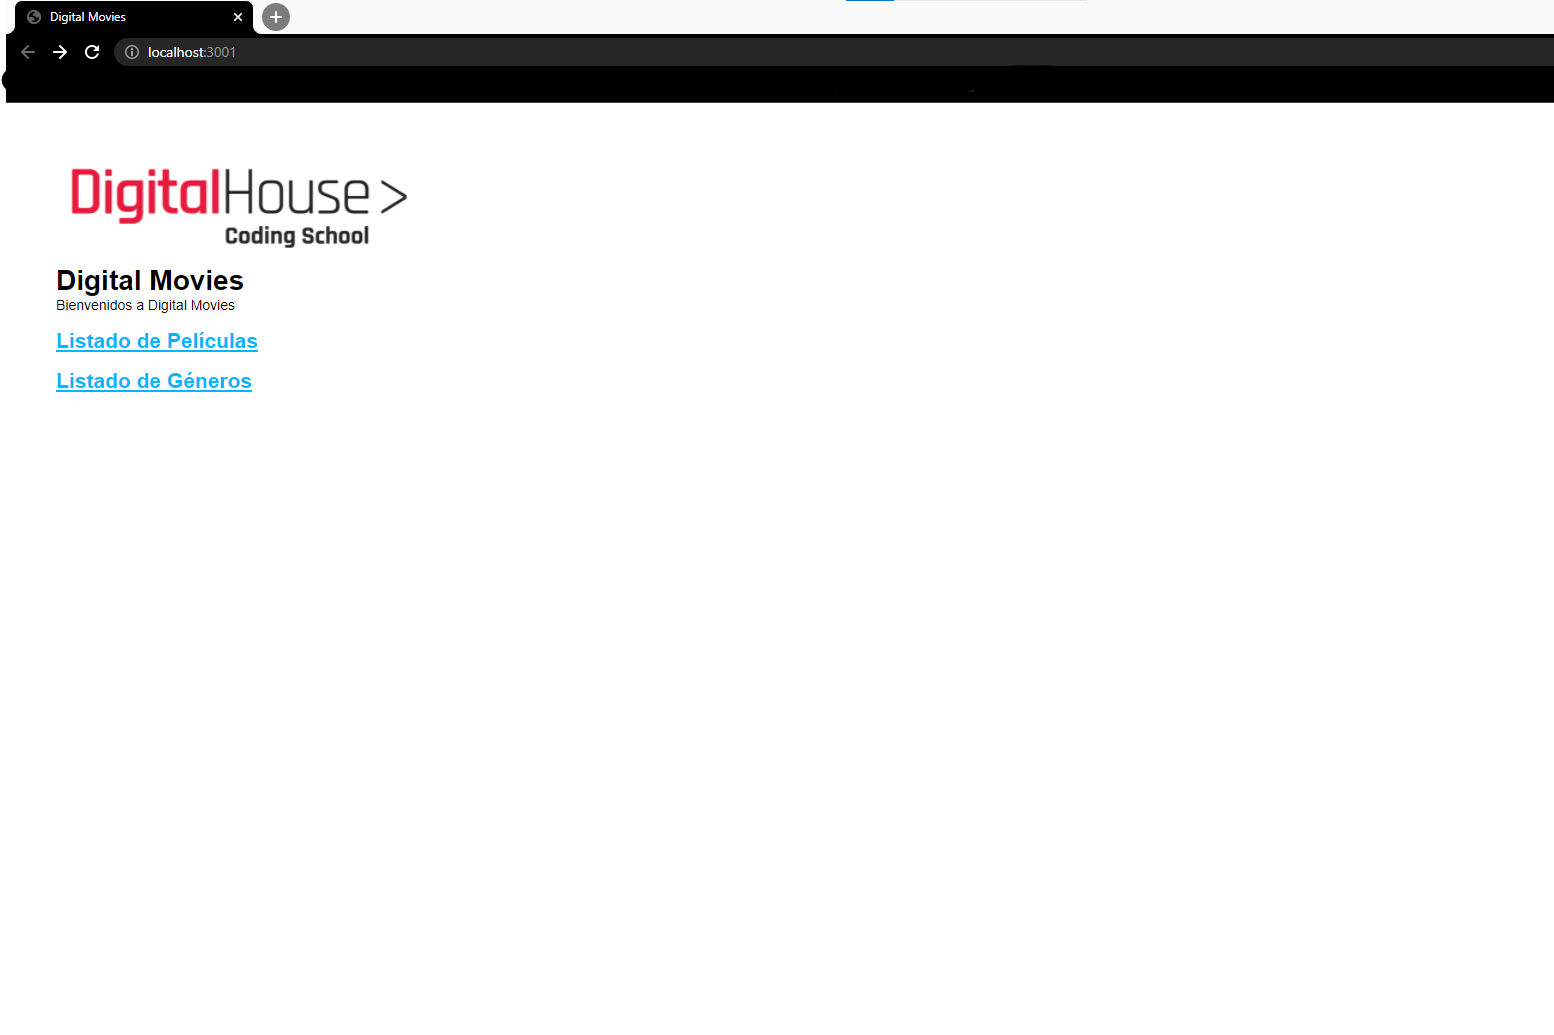 Digital Movies
localhost:3001
DigitalHouse >
Coding School
Digital Movies
Bienvenidos a Digital Movies
Listado de Películas
Listado de Géneros